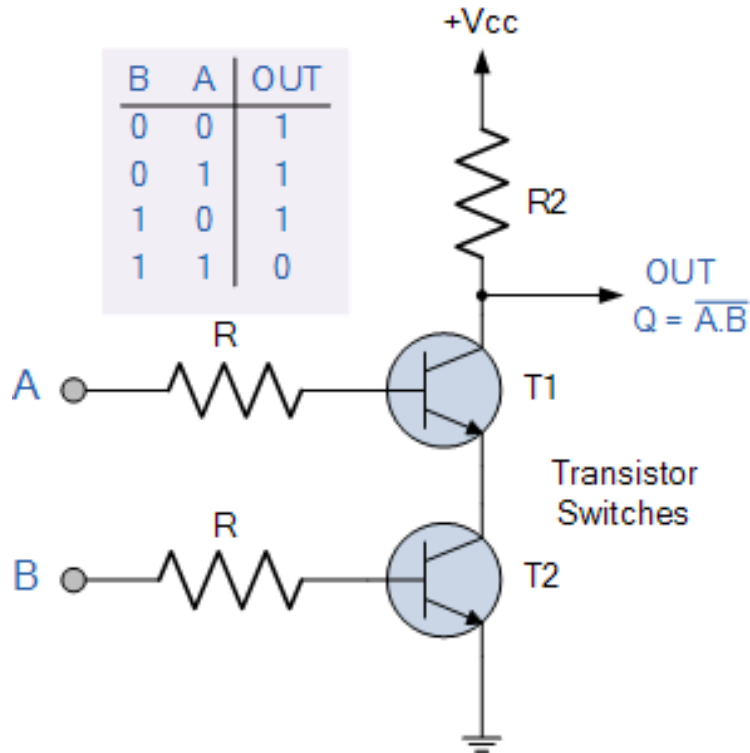 +Vcc
B A OUT
0 0 1
0 1 1
1 0 1
1 1 0
R2
OUT
Q = A̅.̅B̅
R
A
T1
Transistor
Switches
R
B
T2